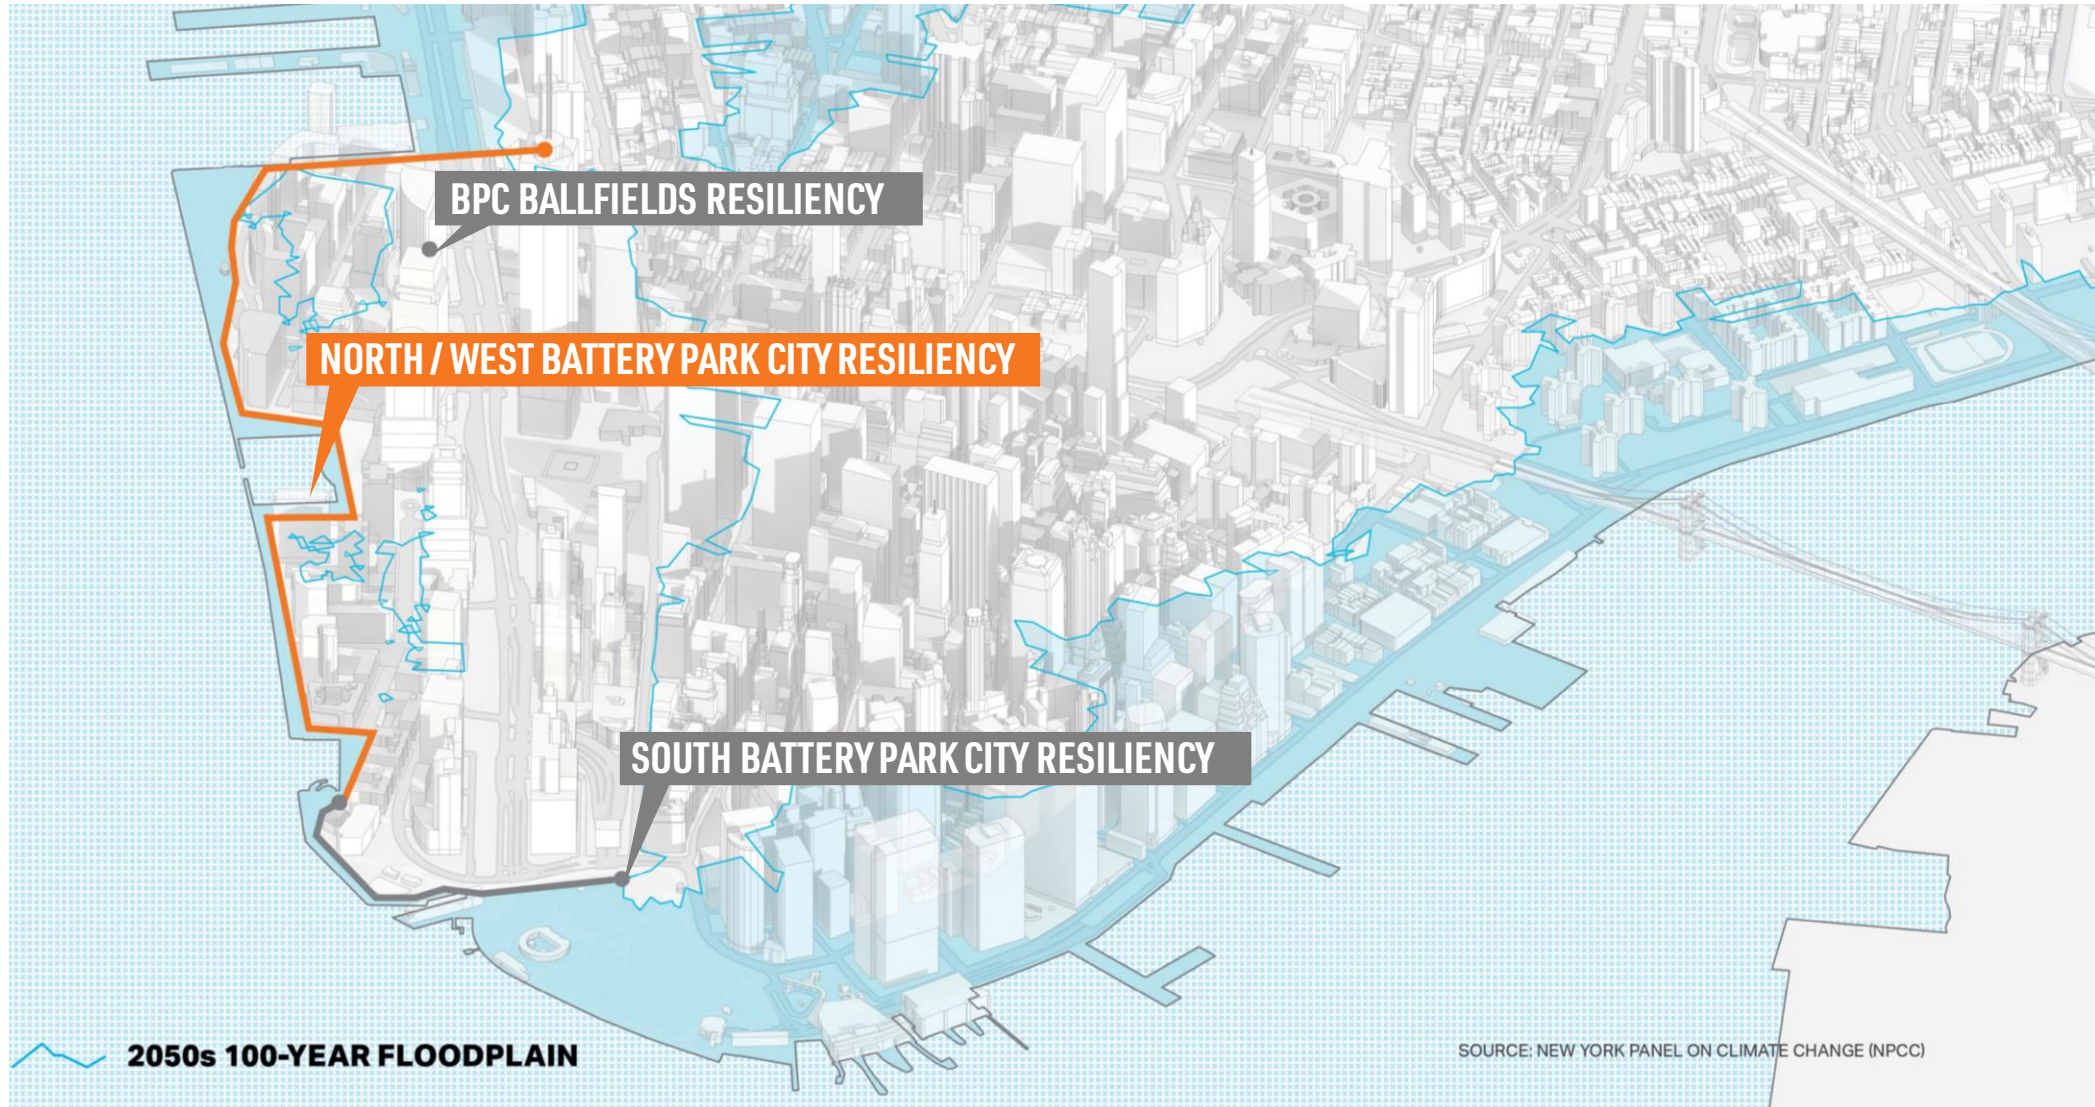 BPC BALLFIELDS RESILIENCY
NORTH / WEST BATTERY PARK CITY RESILIENCY
SOUTH BATTERY PARK CITY RESILIENCY
2050s 100-YEAR FLOODPLAIN
SOURCE: NEW YORK PANEL ON CLIMATE CHANGE (NPCC)